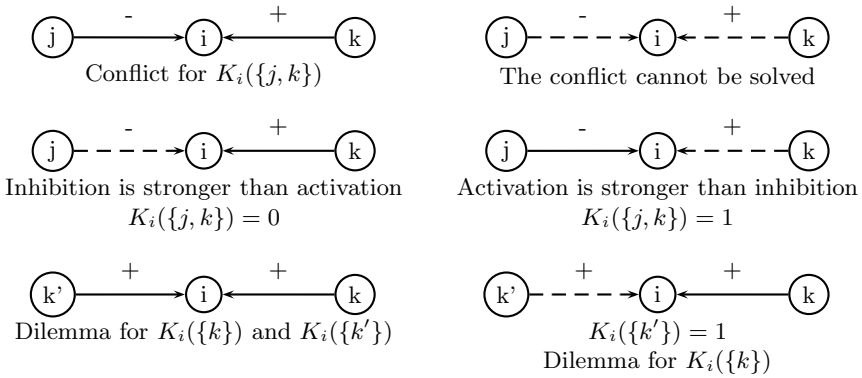 - +
j i k
Conflict for K_i({j, k})
- +
j i k
The conflict cannot be solved
- +
j i k
Inhibition is stronger than activation
K_i({j, k}) = 0
- +
j i k
Activation is stronger than inhibition
K_i({j, k}) = 1
+ +
k' i k
Dilemma for K_i({k}) and K_i({k′})
+ +
k' i k
K_i({k′}) = 1
Dilemma for K_i({k})